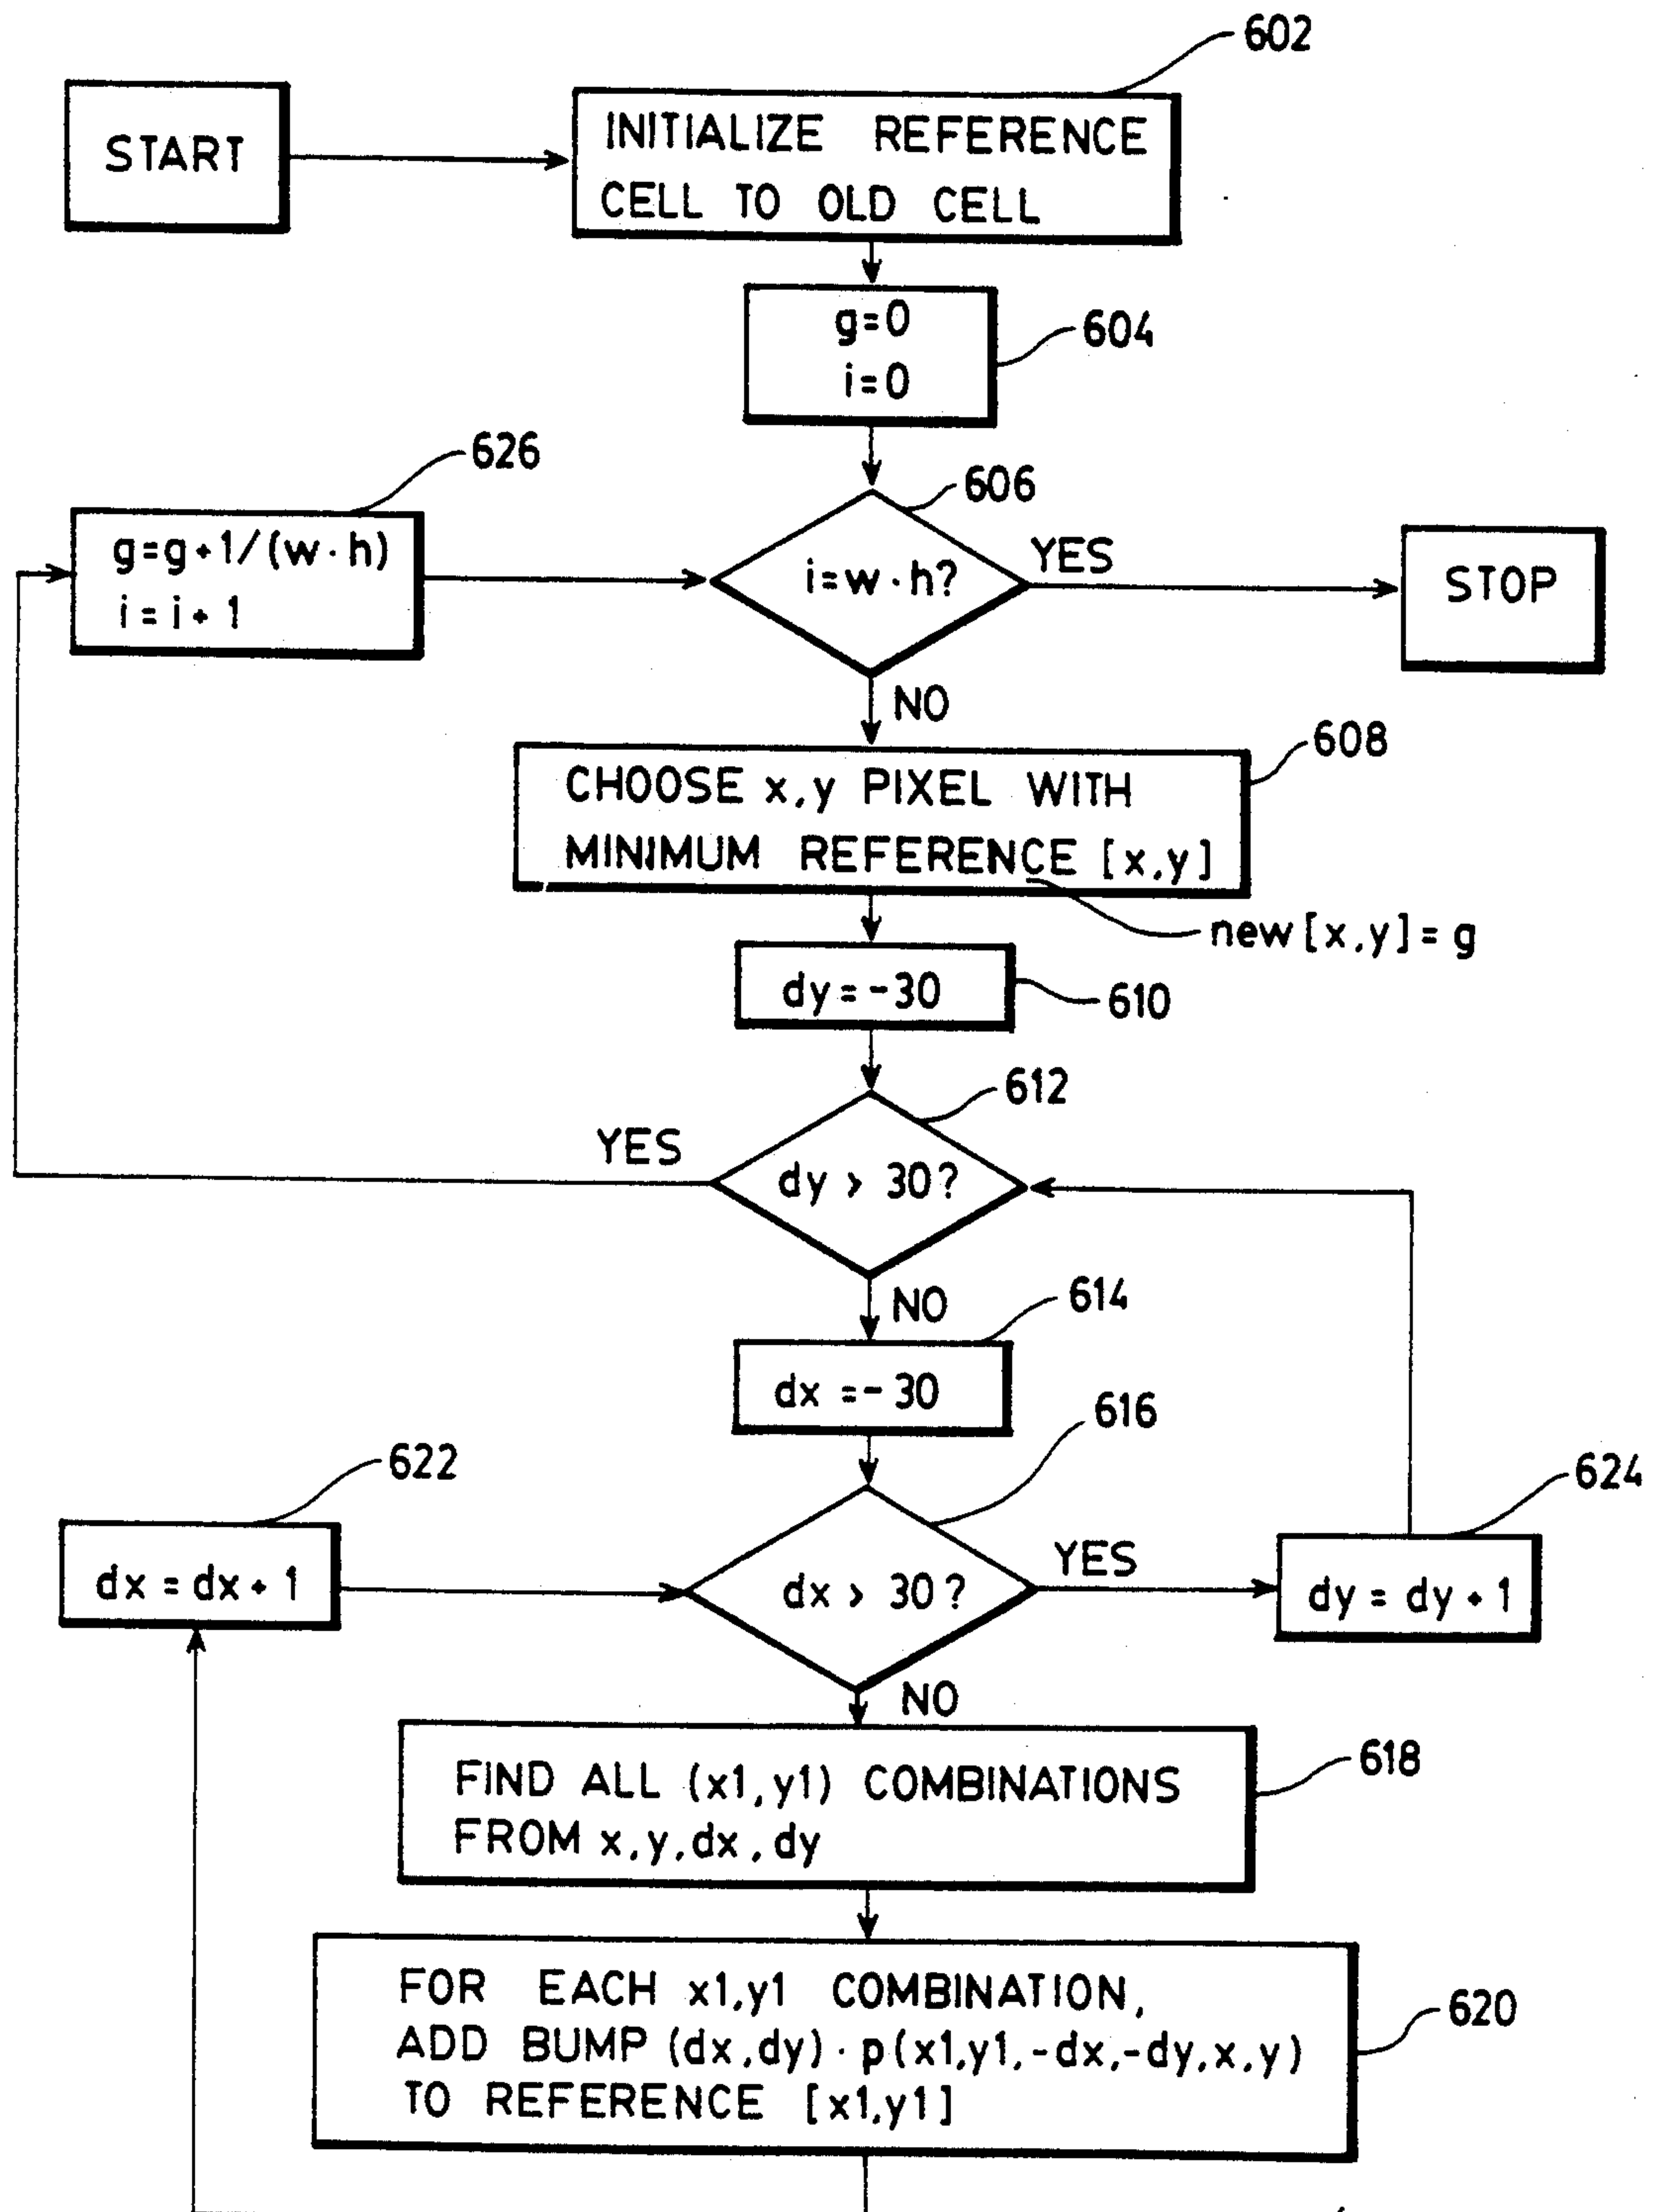 602
START
INITIALIZE REFERENCE
CELL TO OLD CELL
g=0
i=0
604
626
606
g=g+1/(w·h)
i=i+1
i=w·h?
YES
STOP
NO
608
CHOOSE x,y PIXEL WITH
MINIMUM REFERENCE [x,y]
new[x,y]=g
dy=-30
610
612
YES
dy > 30?
NO
614
dx =-30
616
622
624
dx = dx+1
dx > 30?
YES
dy = dy+1
NO
618
FIND ALL (x1,y1) COMBINATIONS
FROM x,y,dx,dy
FOR EACH x1,y1 COMBINATION,
ADD BUMP (dx,dy)·p(x1,y1,-dx,-dy,x,y)
TO REFERENCE [x1,y1]
620